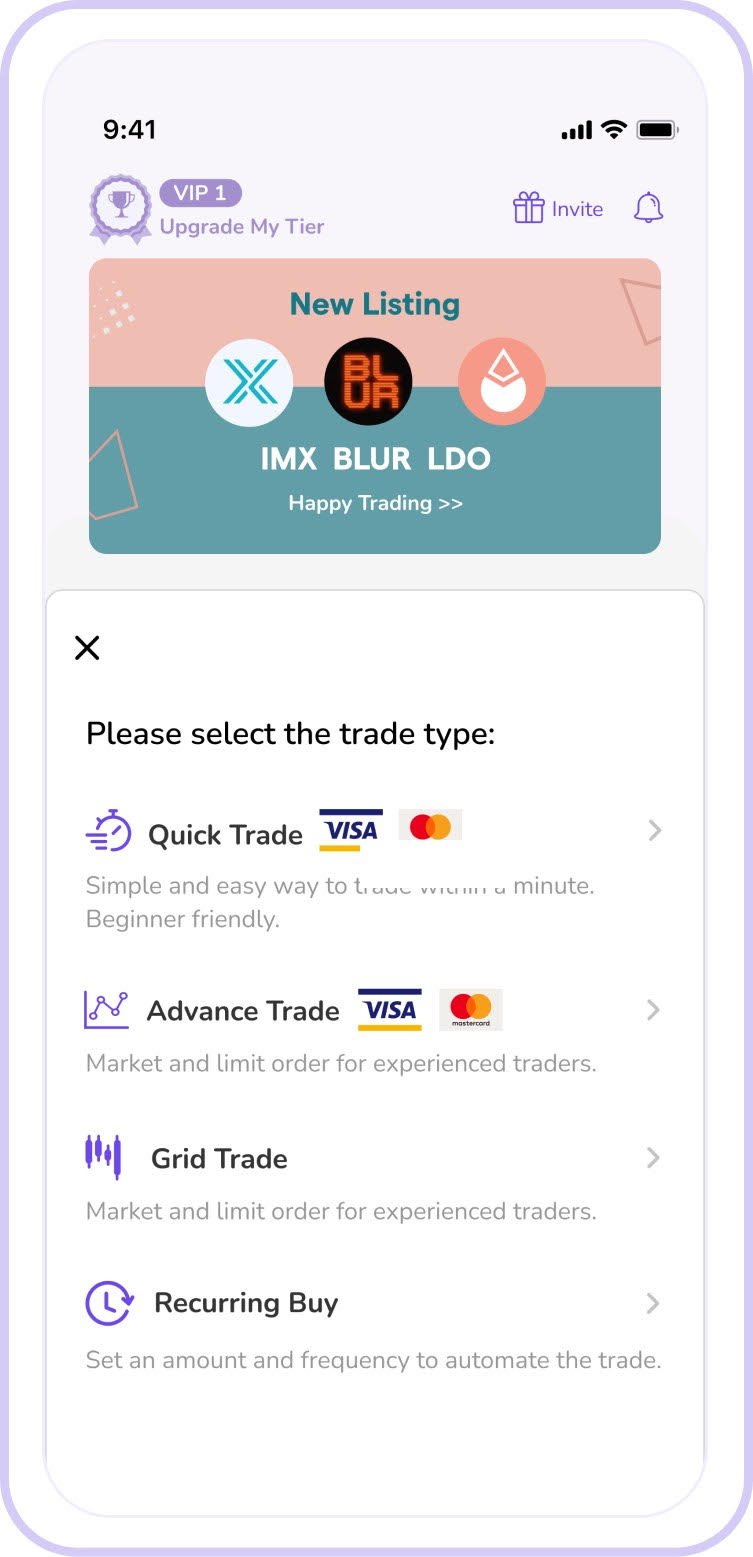 9:41
VIP 1
Upgrade My Tier
Invite
New Listing
BL
UR
IMX BLUR LDO
Happy Trading >>
Please select the trade type:
Quick Trade VISA
Simple and easy way to trade within a minute.
Beginner friendly.
Advance Trade VISA mastercard
Market and limit order for experienced traders.
Grid Trade
Market and limit order for experienced traders.
Recurring Buy
Set an amount and frequency to automate the trade.